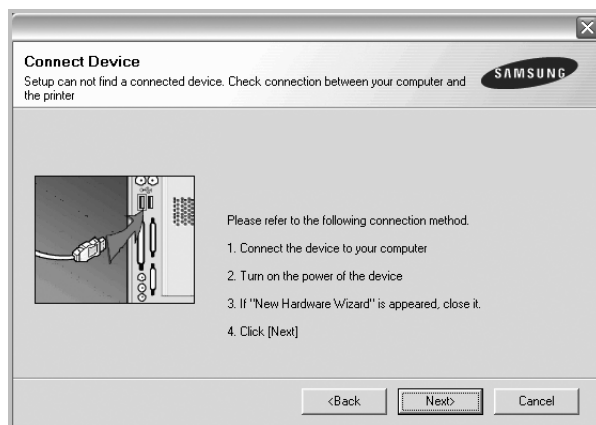 Connect Device
Setup can not find a connected device. Check connection between your computer and
the printer
SAMSUNG
Please refer to the following connection method.
1. Connect the device to your computer
2. Turn on the power of the device
3. If "New Hardware Wizard" is appeared, close it.
4. Click [Next]
<Back
Next>
Cancel